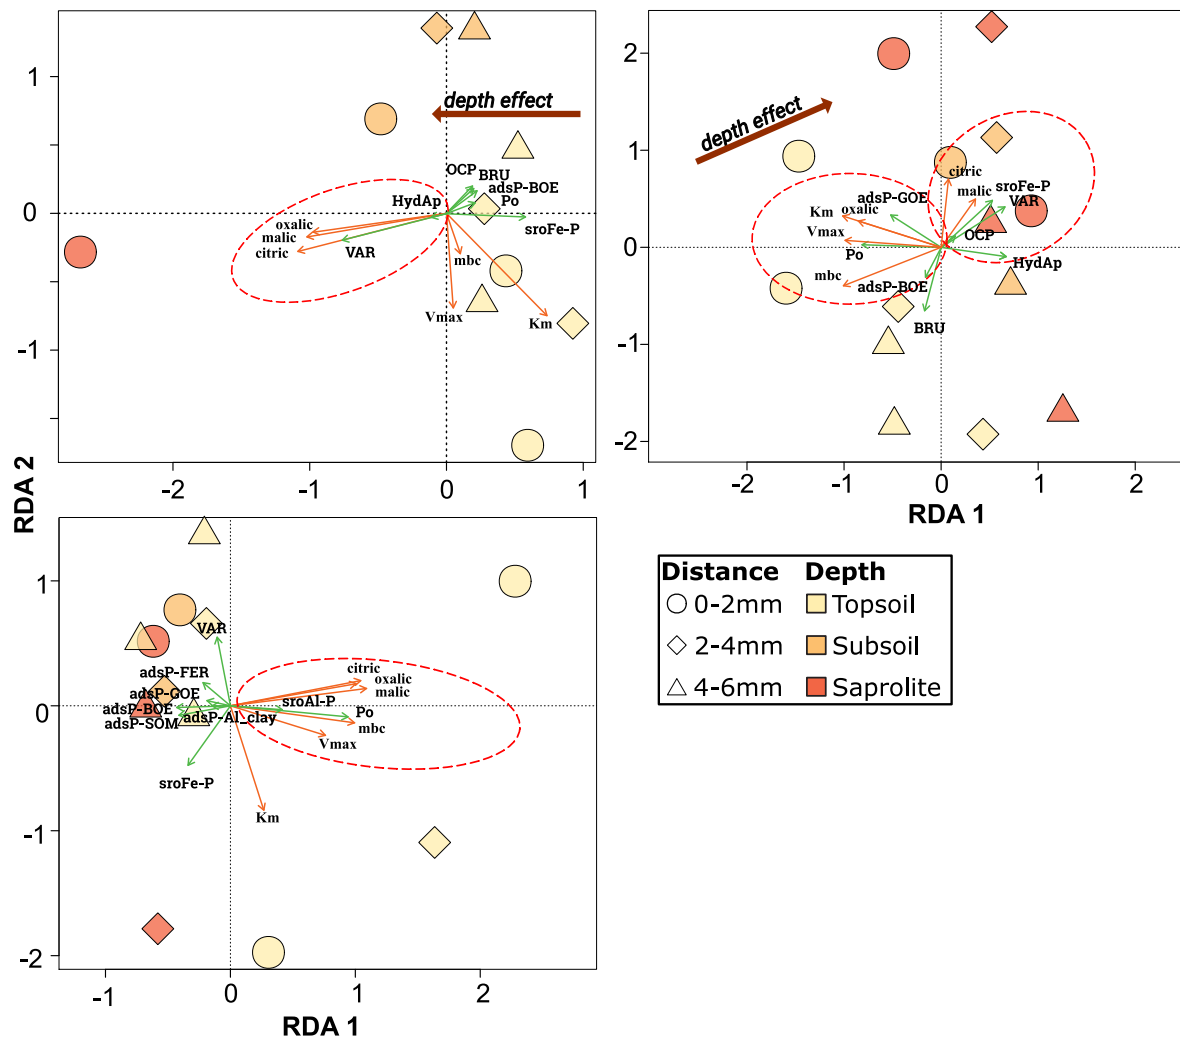 depth effect
1
0
-1
OCP
BRU
adsP-BOE
HydAp
Po
sroFe-P
oxalic
malic
citric
VAR
mbc
Vmax
Km
-2
-1
0
1
RDA 2
depth effect
2
1
0
-1
-2
citric
malic
sroFe-P
VAR
adsP-GOE
Km
oxalic
Vmax
OCP
Po
HydAp
mbc
adsP-BOE
BRU
-2
-1
0
1
2
RDA 1
1
0
-1
-2
VAR
adsP-FER
citric
oxalic
malic
adsP-GOE
sroAl-P
adsP-BOE
adsP-Al_clay
Po
adsP-SOM
mbc
Vmax
sroFe-P
Km
-1
0
1
2
RDA 1
Distance Depth
0-2mm Topsoil
2-4mm Subsoil
4-6mm Saprolite